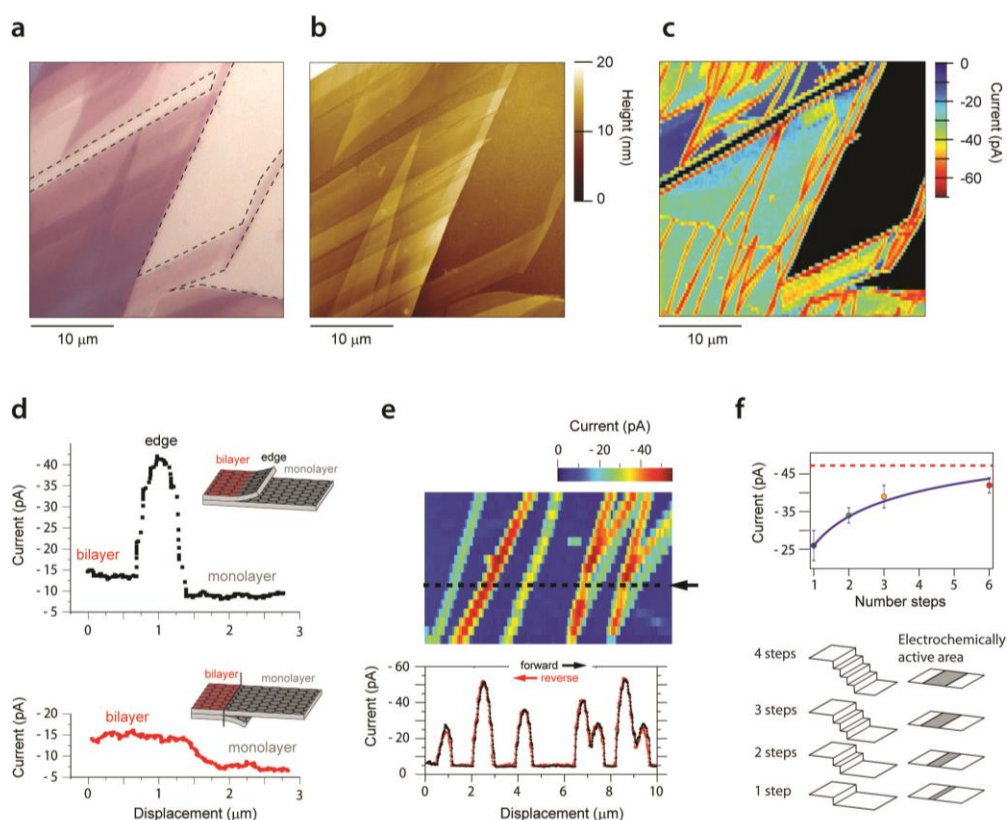 a
b
c
20
10
0
Height (nm)
0
-20
-40
-60
Current (pA)
10 μm
10 μm
10 μm
d
edge
bilayer
edge
monolayer
bilayer
monolayer
- 40
- 35
- 30
- 25
- 20
- 15
- 10
- 5
Current (pA)
0
1
2
3
bilayer
bilayer
monolayer
monolayer
- 20
- 15
- 10
- 5
Current (pA)
0
1
2
3
Displacement (μm)
e
Current (pA)
0
- 20
- 40
forward
reverse
- 60
- 40
- 20
0
Current (pA)
0
2
4
6
8
10
Displacement (μm)
f
- 45
-35
- 25
Current (pA)
1
2
3
4
5
6
Number steps
Electrochemically
active area
4 steps
3 steps
2 steps
1 step